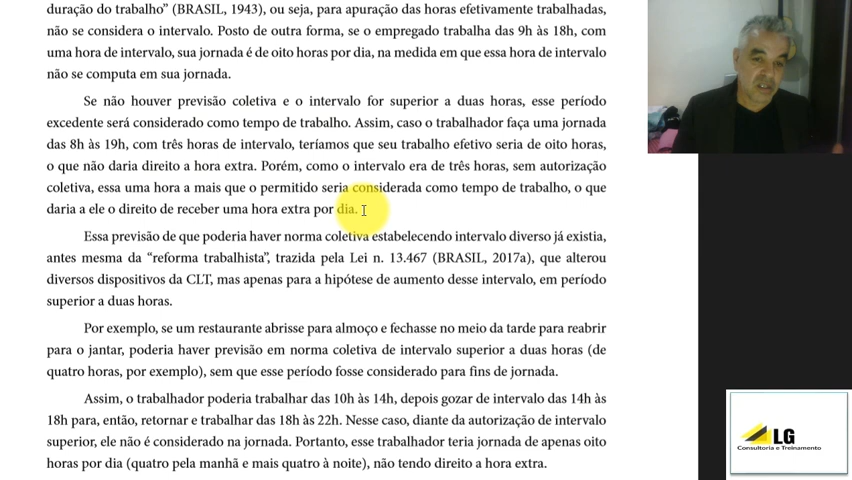 duração do trabalho” (BRASIL, 1943), ou seja, para apuração das horas efetivamente trabalhadas,
não se considera o intervalo. Posto de outra forma, se o empregado trabalha das 9h às 18h, com
uma hora de intervalo, sua jornada é de oito horas por dia, na medida em que essa hora de intervalo
não se computa em sua jornada.
Se não houver previsão coletiva e o intervalo for superior a duas horas, esse período
excedente será considerado como tempo de trabalho. Assim, caso o trabalhador faça uma jornada
das 8h às 19h, com três horas de intervalo, teríamos que seu trabalho efetivo seria de oito horas,
o que não daria direito a hora extra. Porém, como o intervalo era de três horas, sem autorização
coletiva, essa uma hora a mais que o permitido seria considerada como tempo de trabalho, o que
daria a ele o direito de receber uma hora extra por dia.
Essa previsão de que poderia haver norma coletiva estabelecendo intervalo diverso já existia,
antes mesma da “reforma trabalhista”, trazida pela Lei n. 13.467 (BRASIL, 2017a), que alterou
diversos dispositivos da CLT, mas apenas para a hipótese de aumento desse intervalo, em período
superior a duas horas.
Por exemplo, se um restaurante abrisse para almoço e fechasse no meio da tarde para reabrir
para o jantar, poderia haver previsão em norma coletiva de intervalo superior a duas horas (de
quatro horas, por exemplo), sem que esse período fosse considerado para fins de jornada.
Assim, o trabalhador poderia trabalhar das 10h às 14h, depois gozar de intervalo das 14h às
18h para, então, retornar e trabalhar das 18h às 22h. Nesse caso, diante da autorização de intervalo
superior, ele não é considerado na jornada. Portanto, esse trabalhador teria jornada de apenas oito
horas por dia (quatro pela manhã e mais quatro à noite), não tendo direito a hora extra.
LG
Consultoria e Treinamento